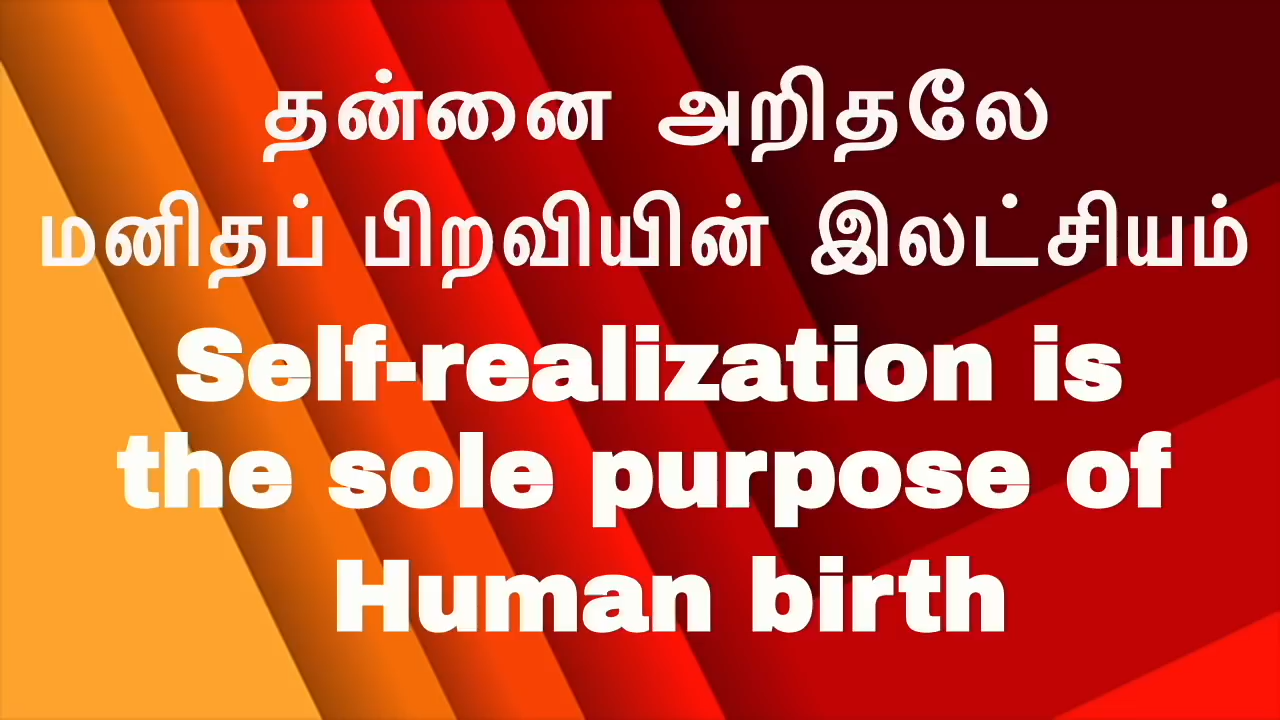 தன்னை அறிதலே
மனிதப் பிறவியின் இலட்சியம்
Self-realization is
the sole purpose of
Human birth